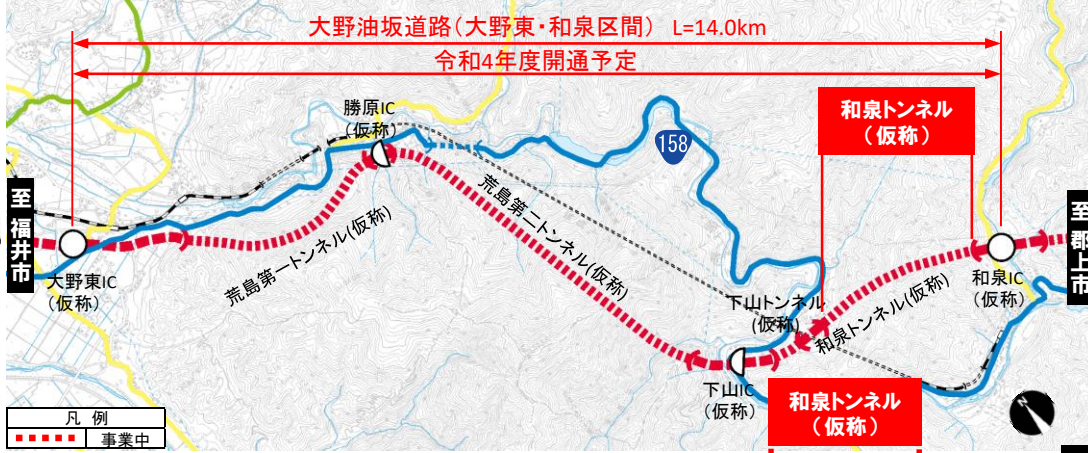 大野油坂道路(大野東・和泉区間) L=14.0km
令和4年度開通予定
勝原IC
(仮称)
158
和泉トンネル
(仮称)
至福井市
至郡上市
荒島第一トンネル(仮称)
荒島第二トンネル(仮称)
大野東IC
(仮称)
下山トンネル
(仮称)
和泉トンネル(仮称)
和泉IC
(仮称)
下山IC
(仮称)
和泉トンネル
(仮称)
凡 例
事業中
N